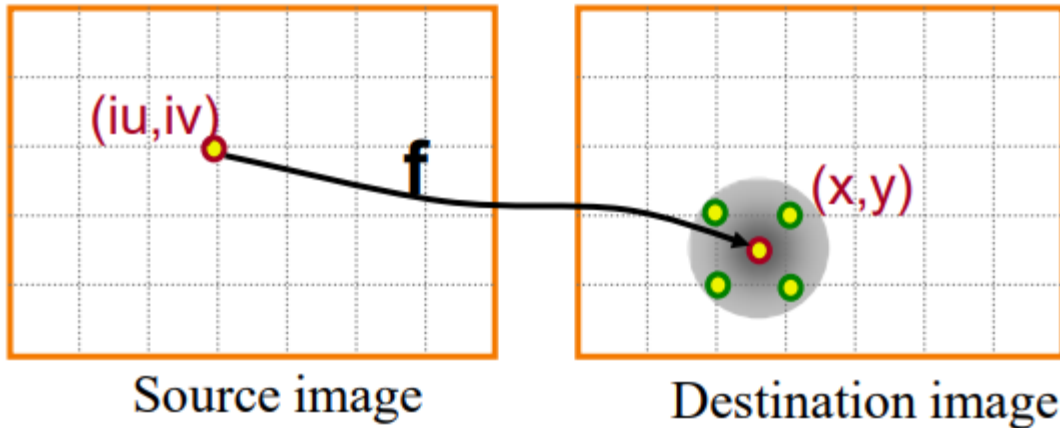 (iu,iv)
f
(x,y)
Source image
Destination image